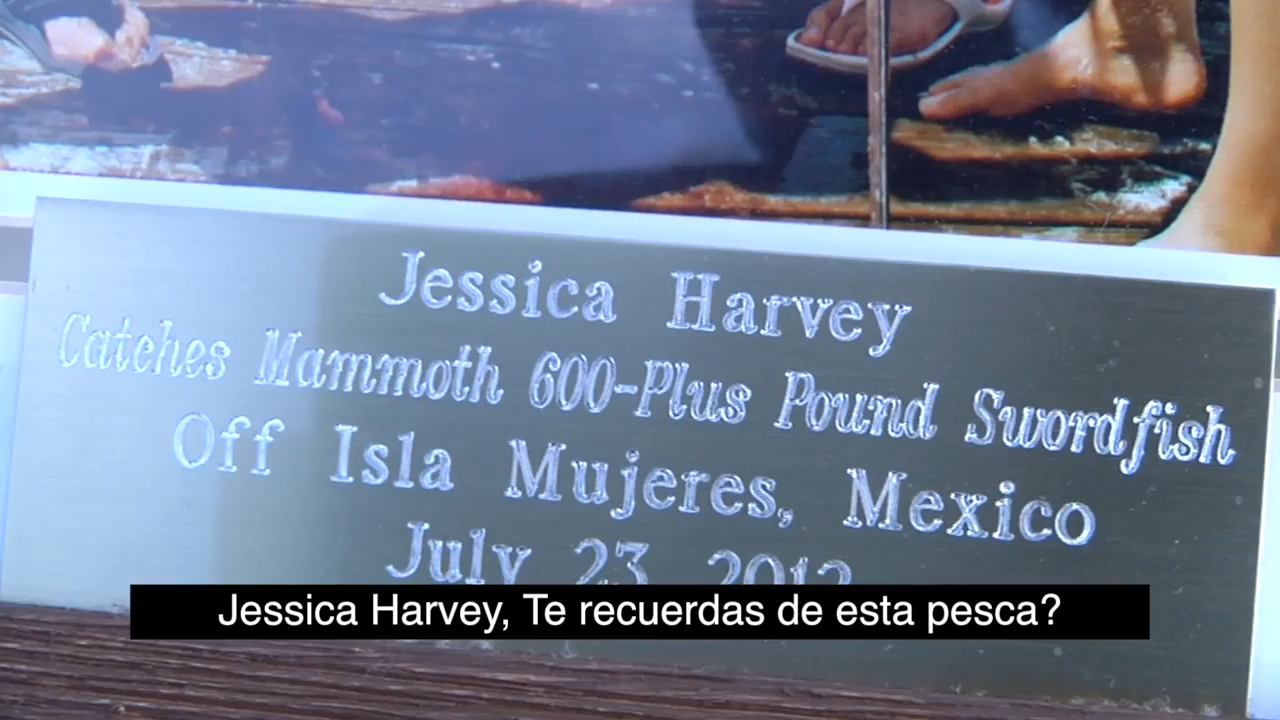 Jessica Harvey
Catches Mammoth 600-Plus Pound Swordfish
Off Isla Mujeres, Mexico
July 23, 2012
Jessica Harvey, Te recuerdas de esta pesca?